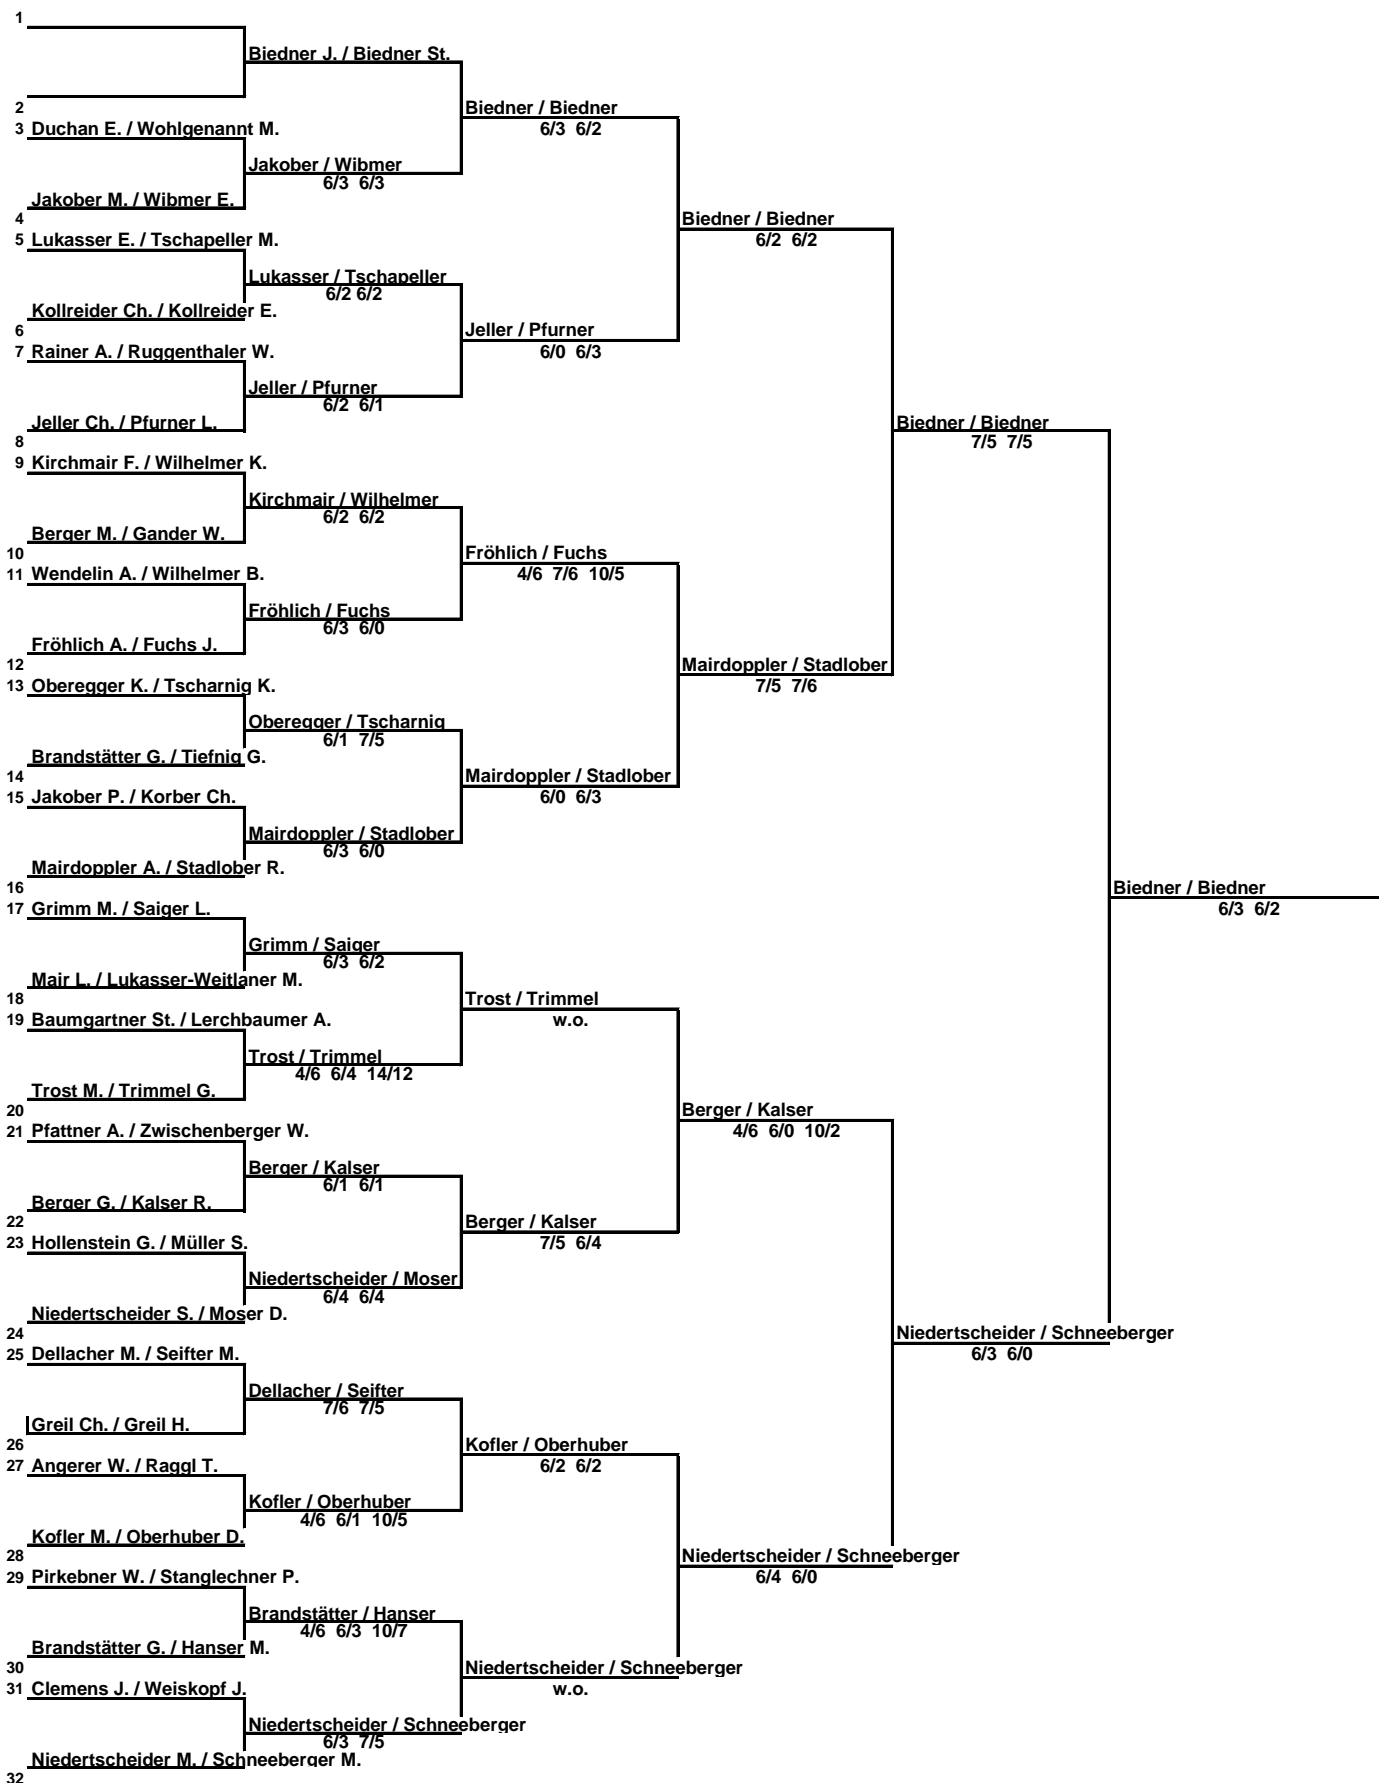 1
Biedner J. / Biedner St.
2
Biedner / Biedner
3 Duchan E. / Wohlgenannt M.
6/3 6/2
Jakober / Wibmer
6/3 6/3
Jakober M. / Wibmer E.
4
Biedner / Biedner
5 Lukasser E. / Tschapeller M.
6/2 6/2
Lukasser / Tschapeller
6/2 6/2
Kollreider Ch. / Kollreider E.
6
Jeller / Pfurner
7 Rainer A. / Ruggenthaler W.
6/0 6/3
Jeller / Pfurner
6/2 6/1
Jeller Ch. / Pfurner L.
Biedner / Biedner
8
7/5 7/5
9 Kirchmair F. / Wilhelmer K.
Kirchmair / Wilhelmer
6/2 6/2
Berger M. / Gander W.
10
Fröhlich / Fuchs
11 Wendelin A. / Wilhelmer B.
4/6 7/6 10/5
Fröhlich / Fuchs
6/3 6/0
Fröhlich A. / Fuchs J.
12
Mairdoppler / Stadlober
13 Oberegger K. / Tscharnig K.
7/5 7/6
Oberegger / Tscharnig
6/1 7/5
Brandstätter G. / Tiefnig G.
14
Mairdoppler / Stadlober
15 Jakober P. / Korber Ch.
6/0 6/3
Mairdoppler / Stadlober
6/3 6/0
Mairdoppler A. / Stadlober R.
16
Biedner / Biedner
17 Grimm M. / Saiger L.
6/3 6/2
Grimm / Saiger
6/3 6/2
Mair L. / Lukasser-Weitlaner M.
18
Trost / Trimmel
19 Baumgartner St. / Lerchbaumer A.
w.o.
Trost / Trimmel
4/6 6/4 14/12
Trost M. / Trimmel G.
20
Berger / Kalser
21 Pfattner A. / Zwischenberger W.
4/6 6/0 10/2
Berger / Kalser
6/1 6/1
Berger G. / Kalser R.
22
Berger / Kalser
23 Hollenstein G. / Müller S.
7/5 6/4
Niedertscheider / Moser
6/4 6/4
Niedertscheider S. / Moser D.
24
Niedertscheider / Schneeberger
25 Dellacher M. / Seifter M.
6/3 6/0
Dellacher / Seifter
7/6 7/5
Greil Ch. / Greil H.
26
Kofler / Oberhuber
27 Angerer W. / Raggl T.
6/2 6/2
Kofler / Oberhuber
4/6 6/1 10/5
Kofler M. / Oberhuber D.
28
Niedertscheider / Schneeberger
29 Pirkebner W. / Stanglechner P.
6/4 6/0
Brandstätter / Hanser
4/6 6/3 10/7
Brandstätter G. / Hanser M.
30
Niedertscheider / Schneeberger
31 Clemens J. / Weiskopf J.
w.o.
Niedertscheider / Schneeberger
6/3 7/5
Niedertscheider M. / Schneeberger M.
32